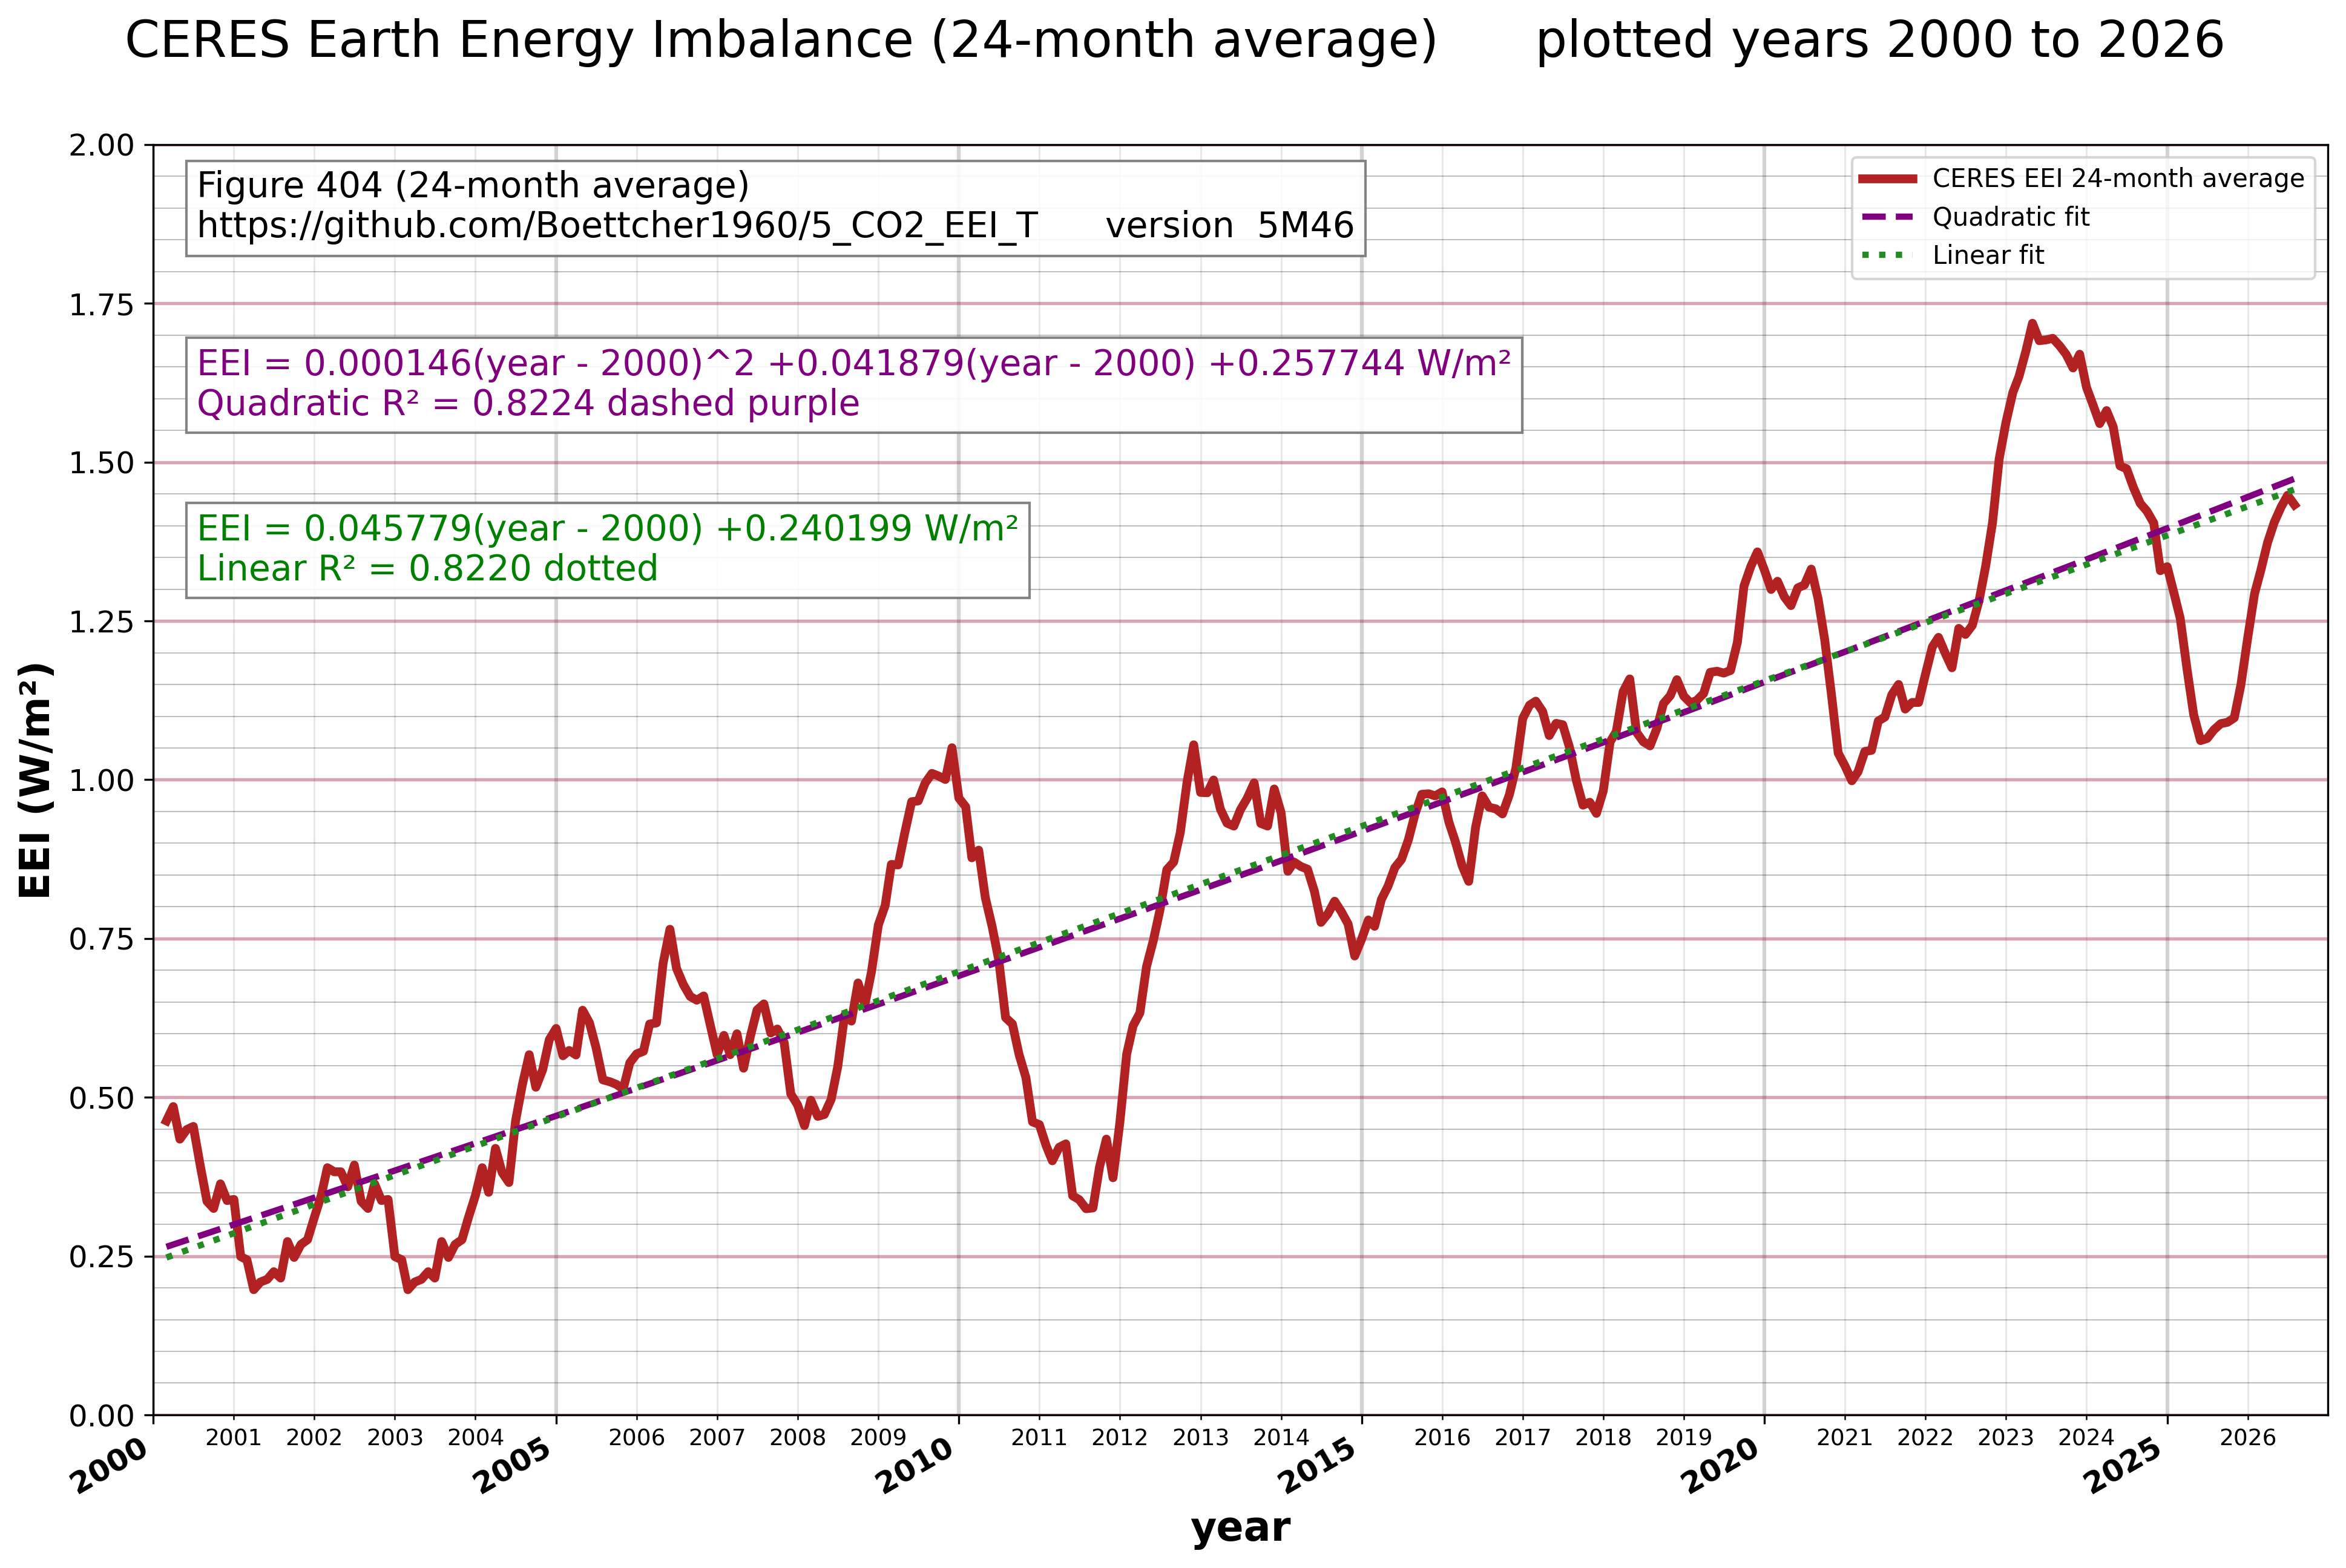 CERES Earth Energy Imbalance (24-month average)      plotted years 2000 to 2026
2.00
1.75
1.50
1.25
1.00
0.75
0.50
0.25
0.00
EEI (W/m²)
Figure 404 (24-month average)
https://github.com/Boettcher1960/5_CO2_EEI_T      version  5M46
EEI = 0.000146(year - 2000)^2 +0.041879(year - 2000) +0.257744 W/m²
Quadratic R² = 0.8224 dashed purple
EEI = 0.045779(year - 2000) +0.240199 W/m²
Linear R² = 0.8220 dotted
CERES EEI 24-month average
Quadratic fit
Linear fit
2000 2001 2002 2003 2004 2005 2006 2007 2008 2009 2010 2011 2012 2013 2014 2015 2016 2017 2018 2019 2020 2021 2022 2023 2024 2025 2026
year